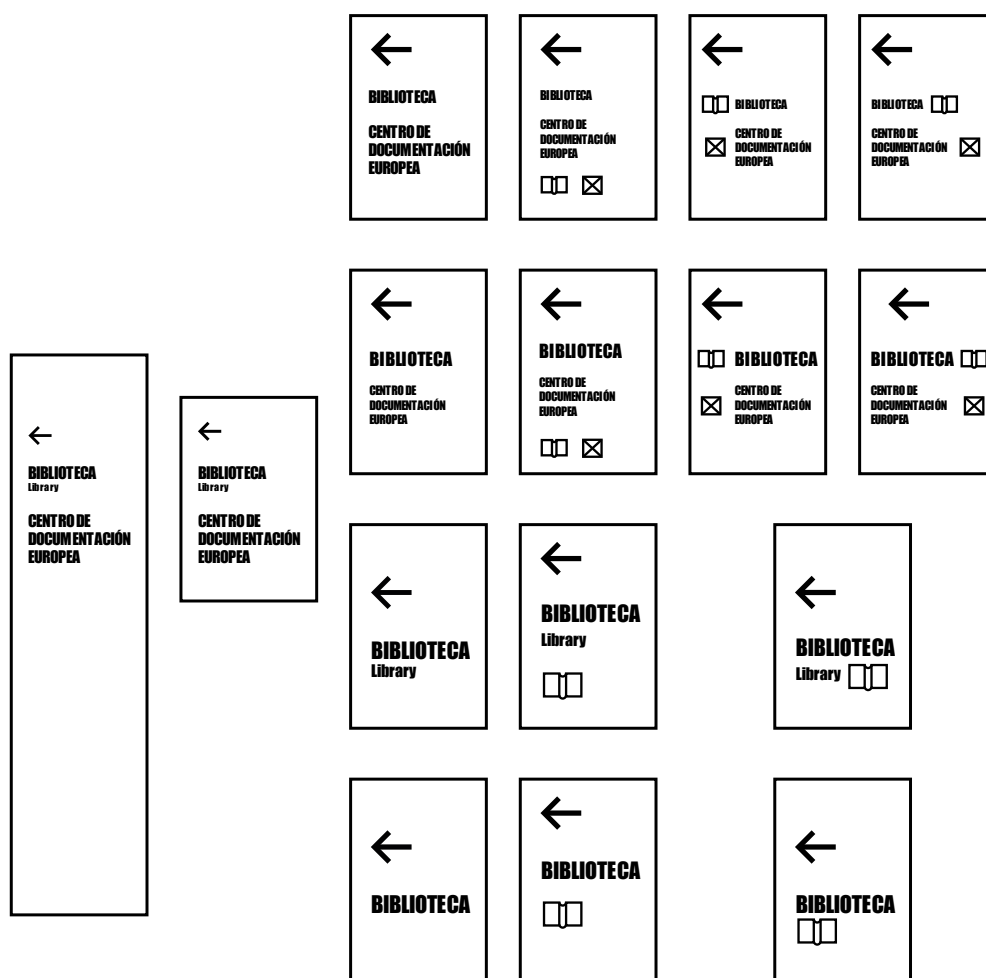 BIBLIOTECA
CENTRO DE
DOCUMENTACIÓN
EUROPEA
BIBLIOTECA
CENTRO DE
DOCUMENTACIÓN
EUROPEA
BIBLIOTECA
CENTRO DE
DOCUMENTACIÓN
EUROPEA
BIBLIOTECA
CENTRO DE
DOCUMENTACIÓN
EUROPEA
BIBLIOTECA
CENTRO DE
DOCUMENTACIÓN
EUROPEA
BIBLIOTECA
CENTRO DE
DOCUMENTACIÓN
EUROPEA
BIBLIOTECA
CENTRO DE
DOCUMENTACIÓN
EUROPEA
BIBLIOTECA
CENTRO DE
DOCUMENTACIÓN
EUROPEA
BIBLIOTECA
Library
CENTRO DE
DOCUMENTACIÓN
EUROPEA
BIBLIOTECA
Library
CENTRO DE
DOCUMENTACIÓN
EUROPEA
BIBLIOTECA
Library
BIBLIOTECA
Library
BIBLIOTECA
Library
BIBLIOTECA
BIBLIOTECA
BIBLIOTECA